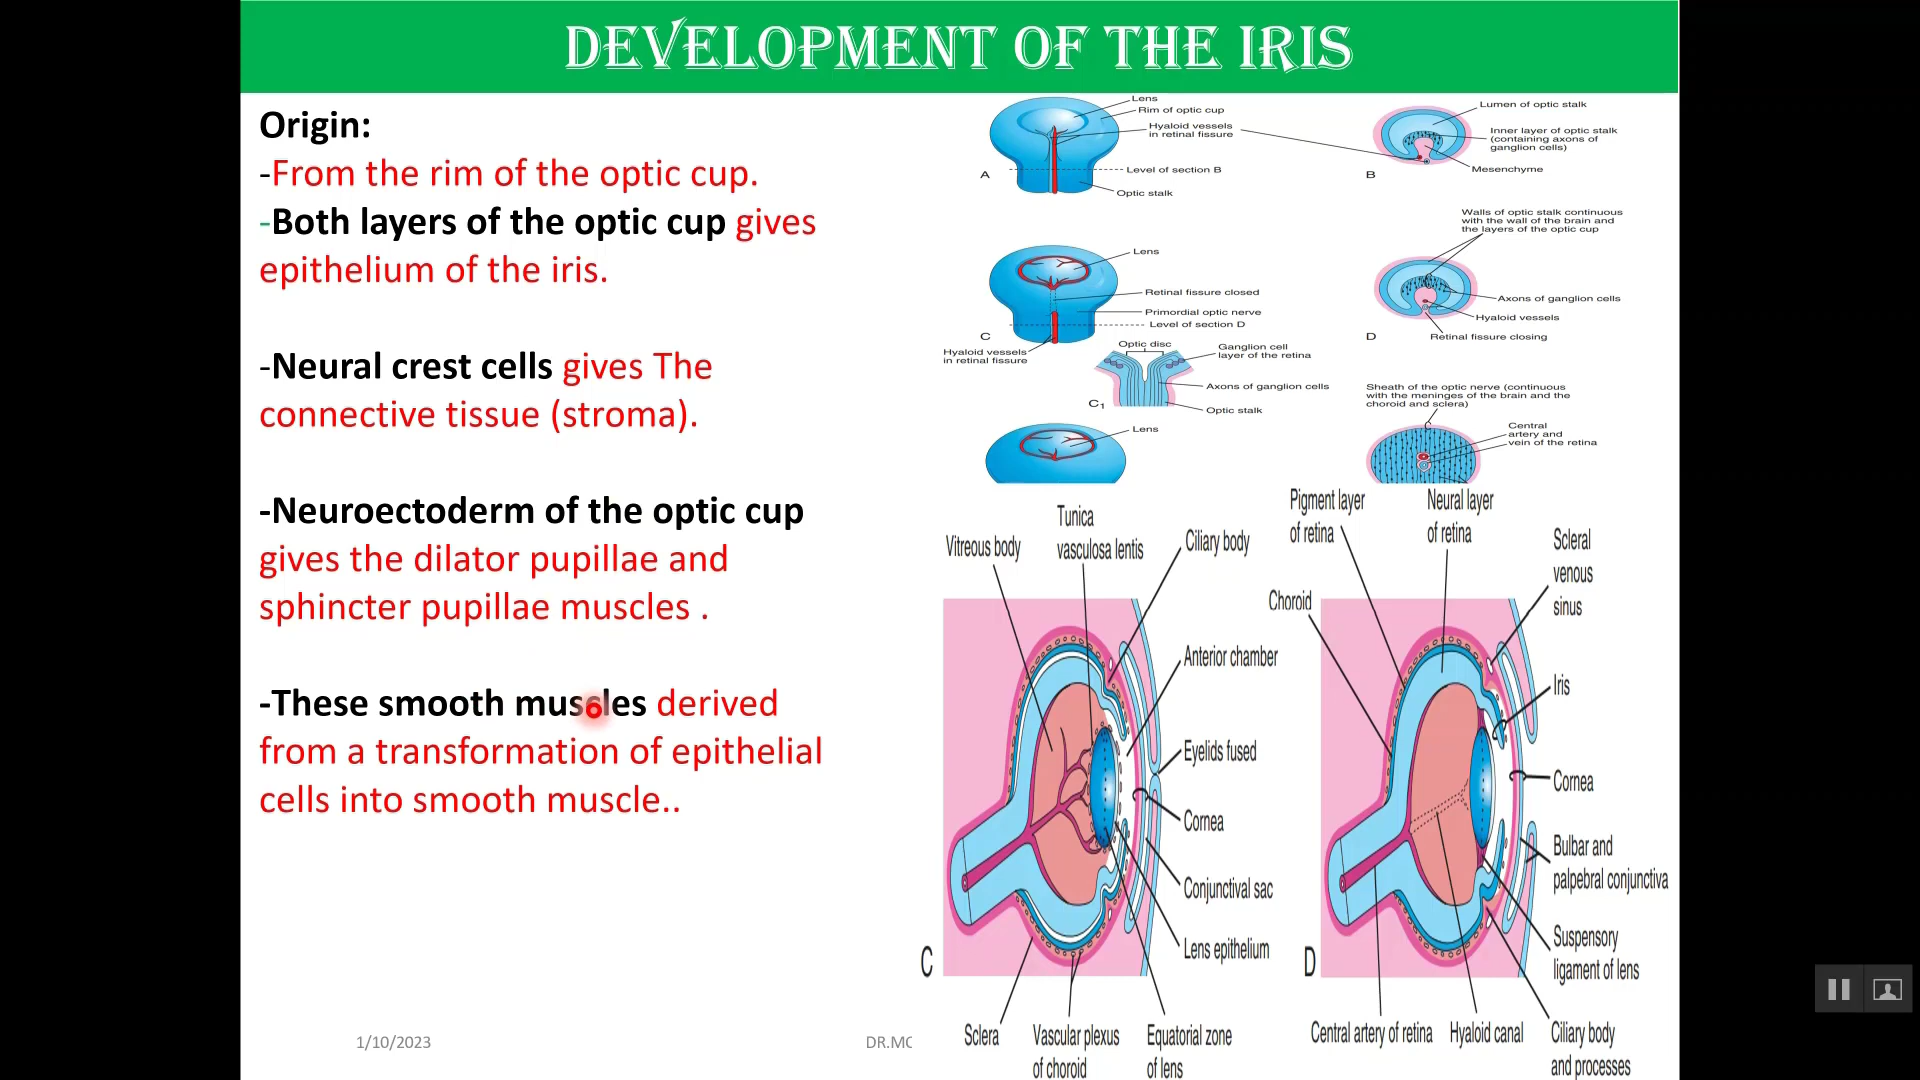 DEVELOPMENT OF THE IRIS
Origin:
-From the rim of the optic cup.
-Both layers of the optic cup gives
epithelium of the iris.
-Neural crest cells gives The
connective tissue (stroma).
-Neuroectoderm of the optic cup
gives the dilator pupillae and
sphincter pupillae muscles .
-These smooth muscles derived
from a transformation of epithelial
cells into smooth muscle..
Lens
Rim of optic cup
Hyaloid vessels
in retinal fissure
Level of section B
Optic stalk
A
Lumen of optic stalk
Inner layer of optic stalk
(containing axons of
ganglion cells)
Mesenchyme
B
Lens
Retinal fissure closed
Primordial optic nerve
Level of section D
C
Hyaloid vessels
in retinal fissure
Walls of optic stalk continuous
with the wall of the brain and
the layers of the optic cup
Axons of ganglion cells
Hyaloid vessels
Retinal fissure closing
D
Optic disc
Ganglion cell
layer of the retina
Axons of ganglion cells
Optic stalk
C1
Sheath of the optic nerve (continuous
with the meninges of the brain and the
choroid and sclera)
Central
artery and
vein of the retina
Lens
Vitreous body
Tunica
vasculosa lentis
Ciliary body
Anterior chamber
Eyelids fused
Cornea
Conjunctival sac
Lens epithelium
C
Sclera
Vascular plexus
of choroid
Equatorial zone
of lens
Pigment layer
of retina
Neural layer
of retina
Scleral
venous
sinus
Choroid
Iris
Cornea
Bulbar and
palpebral conjunctiva
Suspensory
ligament of lens
D
Central artery of retina
Hyaloid canal
Ciliary body
and processes
1/10/2023
DR.MC